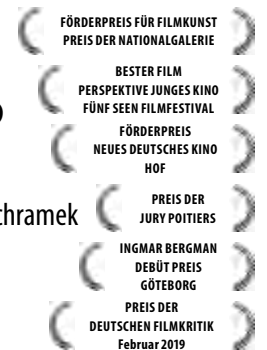 FÖRDERPREIS FÜR FILMKUNST
PREIS DER NATIONALGALERIE
BESTER FILM
PERSPEKTIVE JUNGES KINO
FÜNF SEEN FILMFESTIVAL
FÖRDERPREIS
NEUES DEUTSCHES KINO
HOF
chramek
PREIS DER
JURY POITIERS
INGMAR BERGMAN
DEBÜT PREIS
GÖTEBORG
PREIS DER
DEUTSCHEN FILMKRITIK
Februar 2019